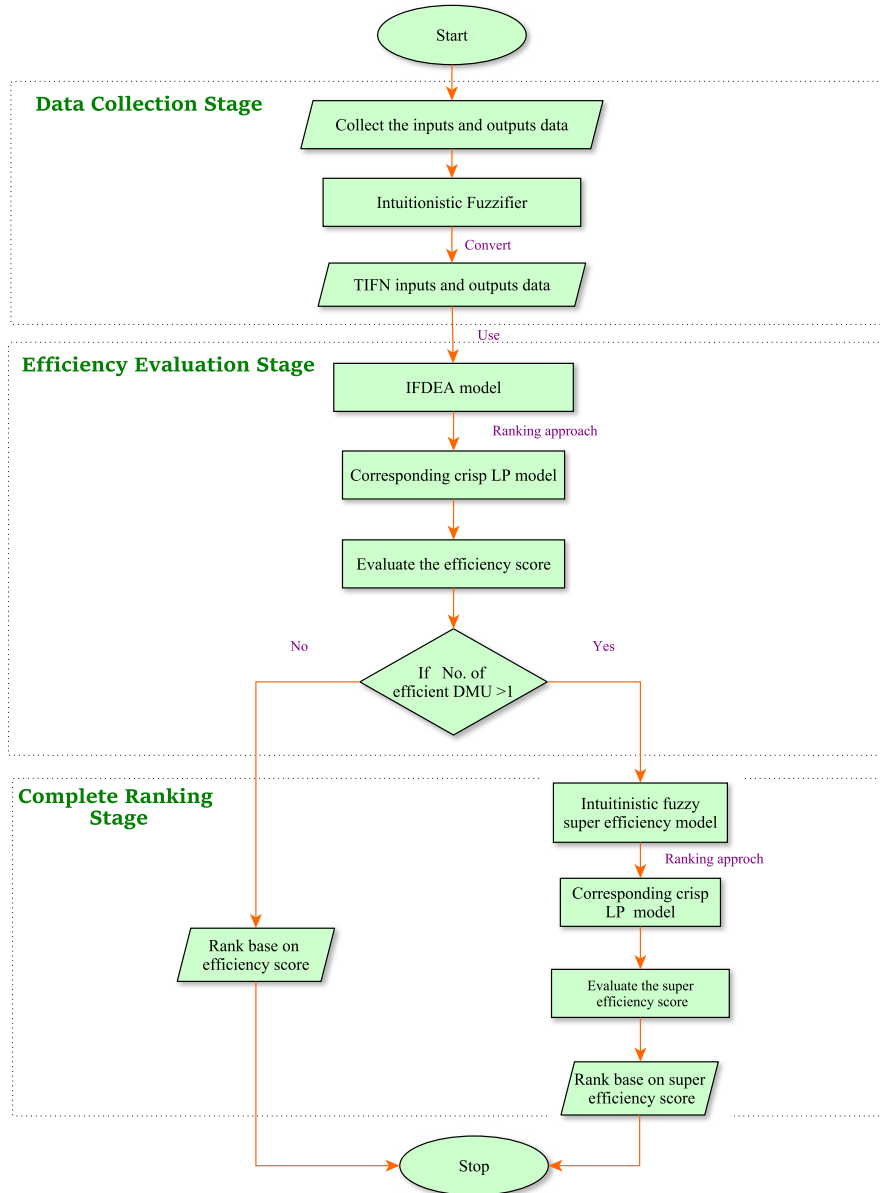 Start
Data Collection Stage
Collect the inputs and outputs data
Intuitionistic Fuzzifier
Convert
TIFN inputs and outputs data
Use
Efficiency Evaluation Stage
IFDEA model
Ranking approach
Corresponding crisp LP model
Evaluate the efficiency score
No
Yes
If No. of
efficient DMU >1
Complete Ranking
Stage
Intuitinistic fuzzy
super efficiency model
Ranking approch
Corresponding crisp
LP model
Rank base on
efficiency score
Evaluate the super
efficiency score
Rank base on super
efficiency score
Stop